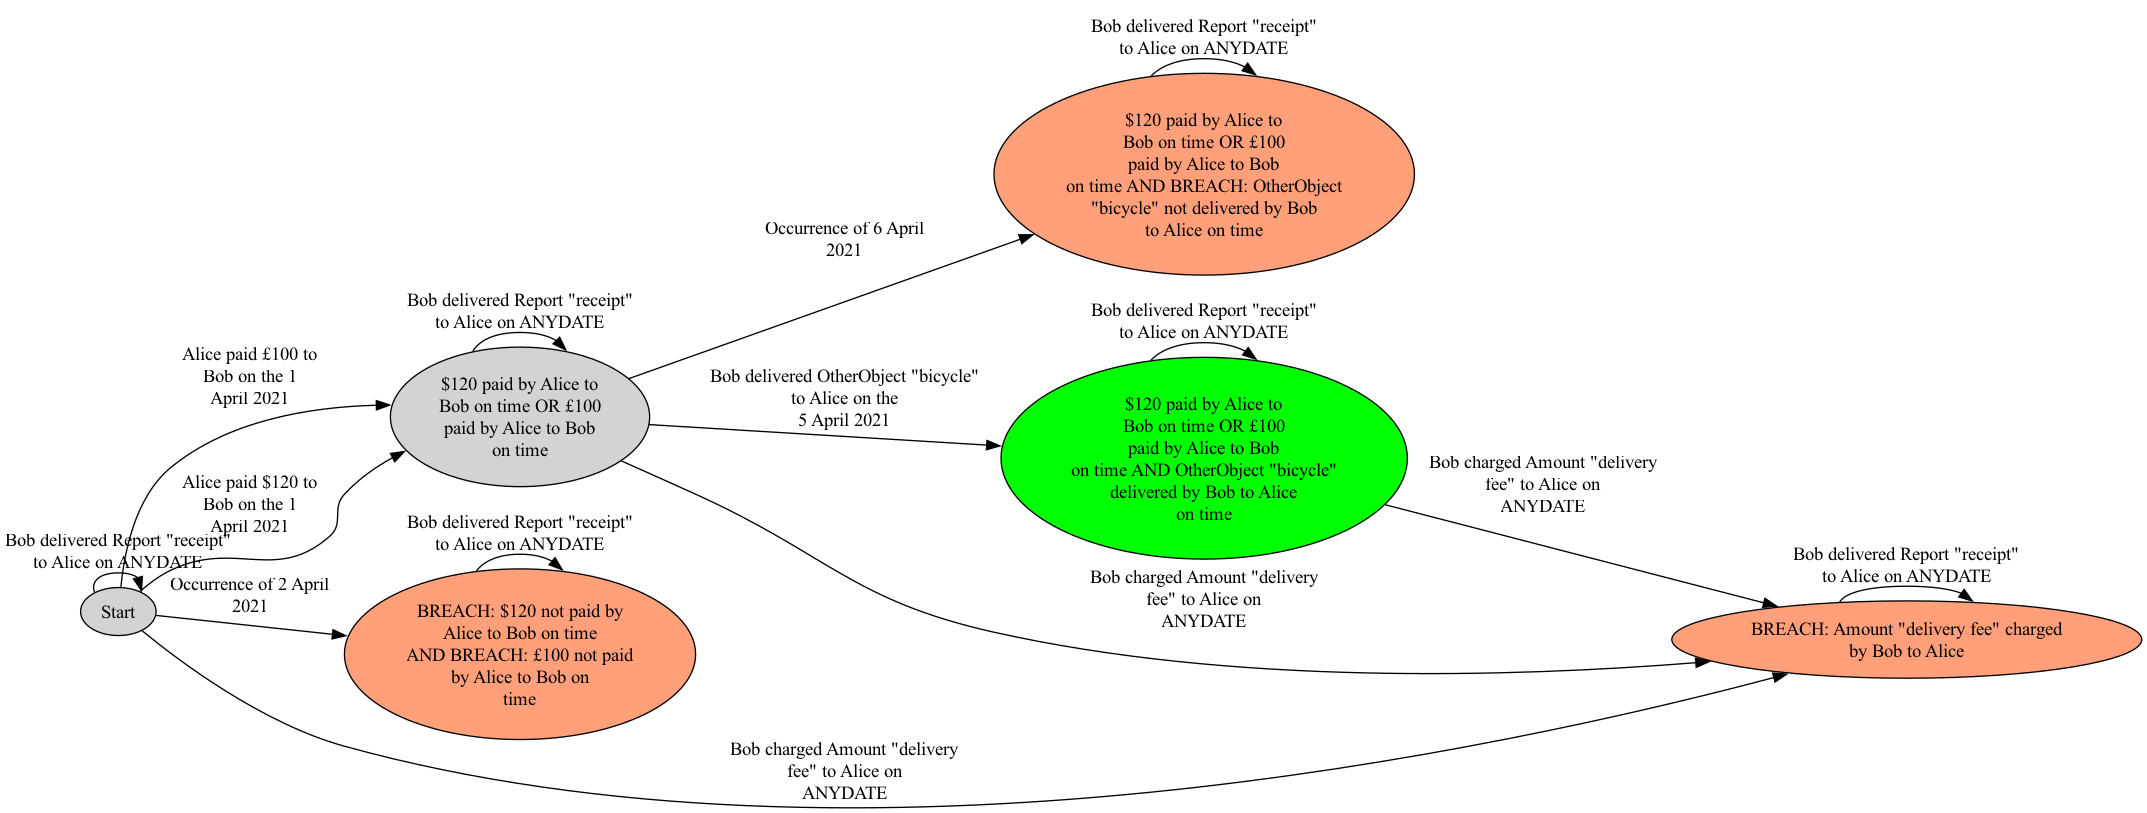 Bob delivered Report "receipt"
to Alice on ANYDATE
$120 paid by Alice to
Bob on time OR £100
paid by Alice to Bob
on time AND BREACH: OtherObject
"bicycle" not delivered by Bob
to Alice on time
Occurrence of 6 April
2021
Bob delivered Report "receipt"
to Alice on ANYDATE
Bob delivered Report "receipt"
to Alice on ANYDATE
Alice paid £100 to
Bob on the 1
April 2021
$120 paid by Alice to
Bob on time OR £100
paid by Alice to Bob
on time
Bob delivered OtherObject "bicycle"
to Alice on the
5 April 2021
$120 paid by Alice to
Bob on time OR £100
paid by Alice to Bob
on time AND OtherObject "bicycle"
delivered by Bob to Alice
on time
Bob charged Amount "delivery
fee" to Alice on
ANYDATE
Alice paid $120 to
Bob on the 1
April 2021
Bob delivered Report "receipt"
to Alice on ANYDATE
Bob delivered Report "receipt"
to Alice on ANYDATE
Start
Occurrence of 2 April
2021
BREACH: $120 not paid by
Alice to Bob on time
AND BREACH: £100 not paid
by Alice to Bob on
time
Bob charged Amount "delivery
fee" to Alice on
ANYDATE
Bob delivered Report "receipt"
to Alice on ANYDATE
BREACH: Amount "delivery fee" charged
by Bob to Alice
Bob charged Amount "delivery
fee" to Alice on
ANYDATE